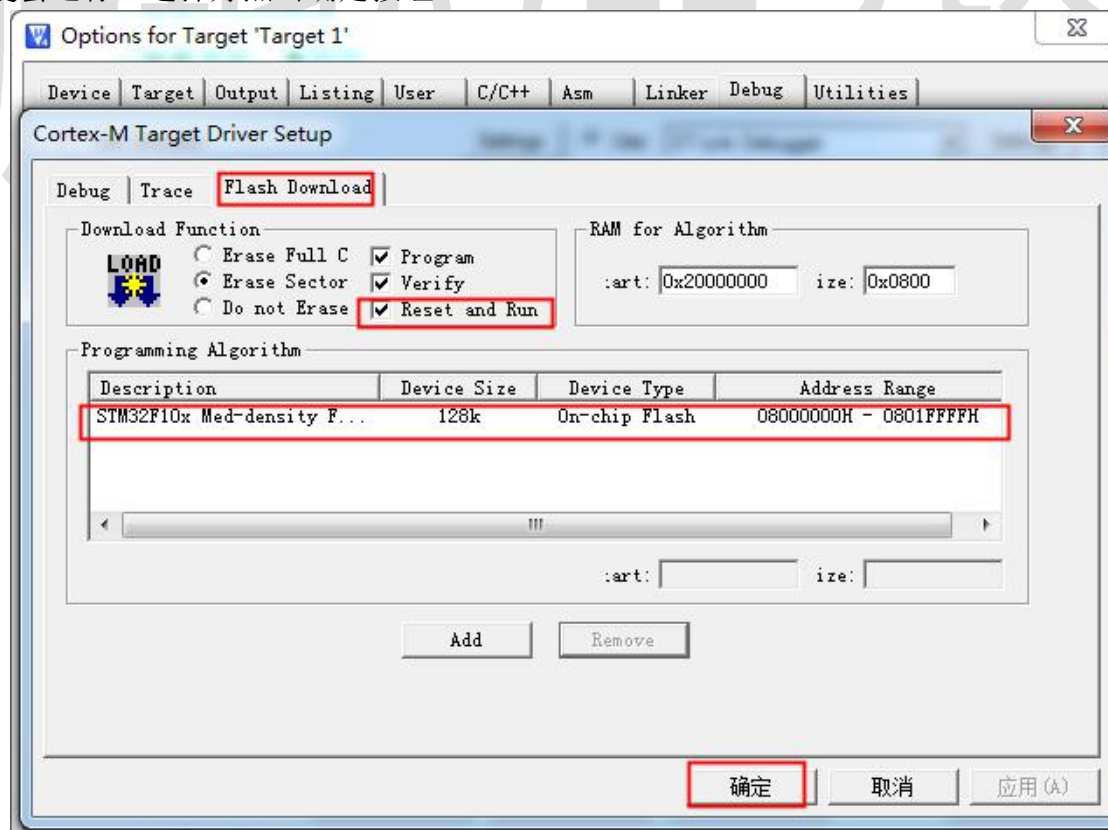 Options for Target 'Target 1'
Device Target Output Listing User C/C++ Asm Linker Debug Utilities
Cortex-M Target Driver Setup
Debug Trace Flash Download
Download Function
LOAD
Erase Full C
Program
Erase Sector
Verify
Do not Erase
Reset and Run
RAM for Algorithm
:art: 0x20000000 ize: 0x0800
Programming Algorithm
Description Device Size Device Type Address Range
STM32F10x Med-density F... 128k On-chip Flash 08000000H - 0801FFFFH
:art: ize:
Add Remove
确定 取消 应用(A)